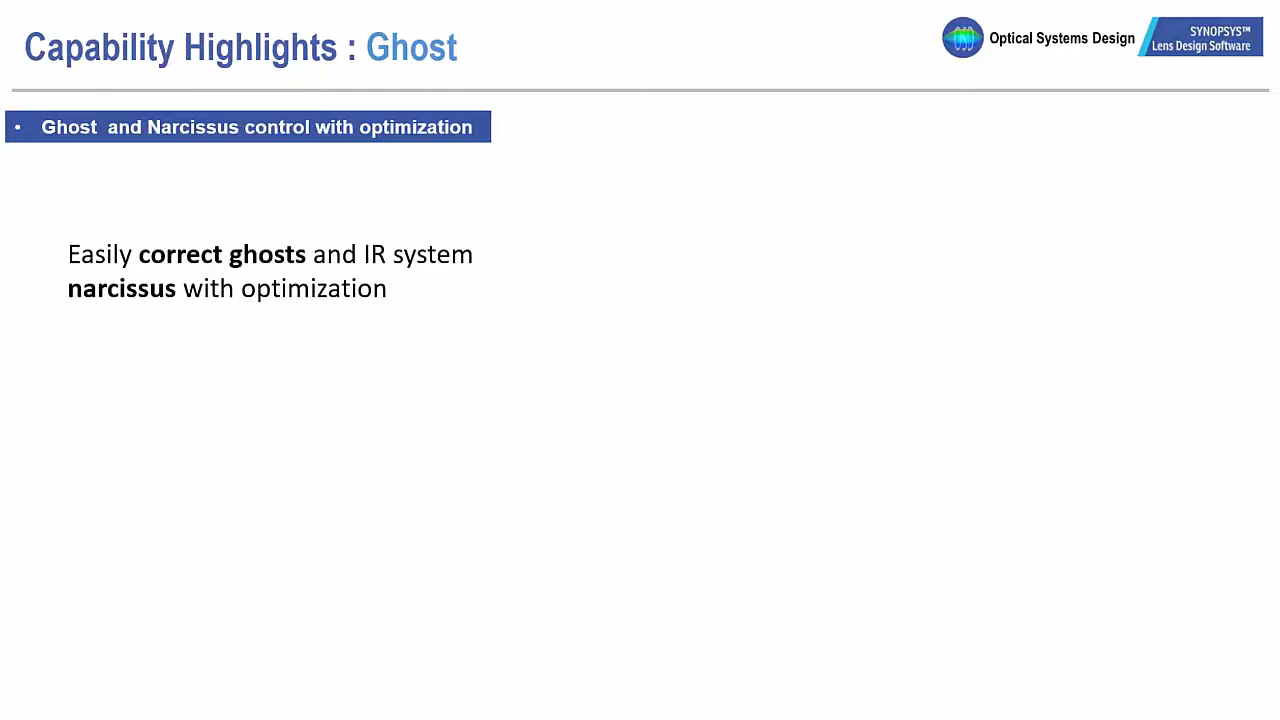 Capability Highlights : Ghost
Optical Systems Design
SYNOPSYS™
Lens Design Software
• Ghost and Narcissus control with optimization
Easily correct ghosts and IR system
narcissus with optimization